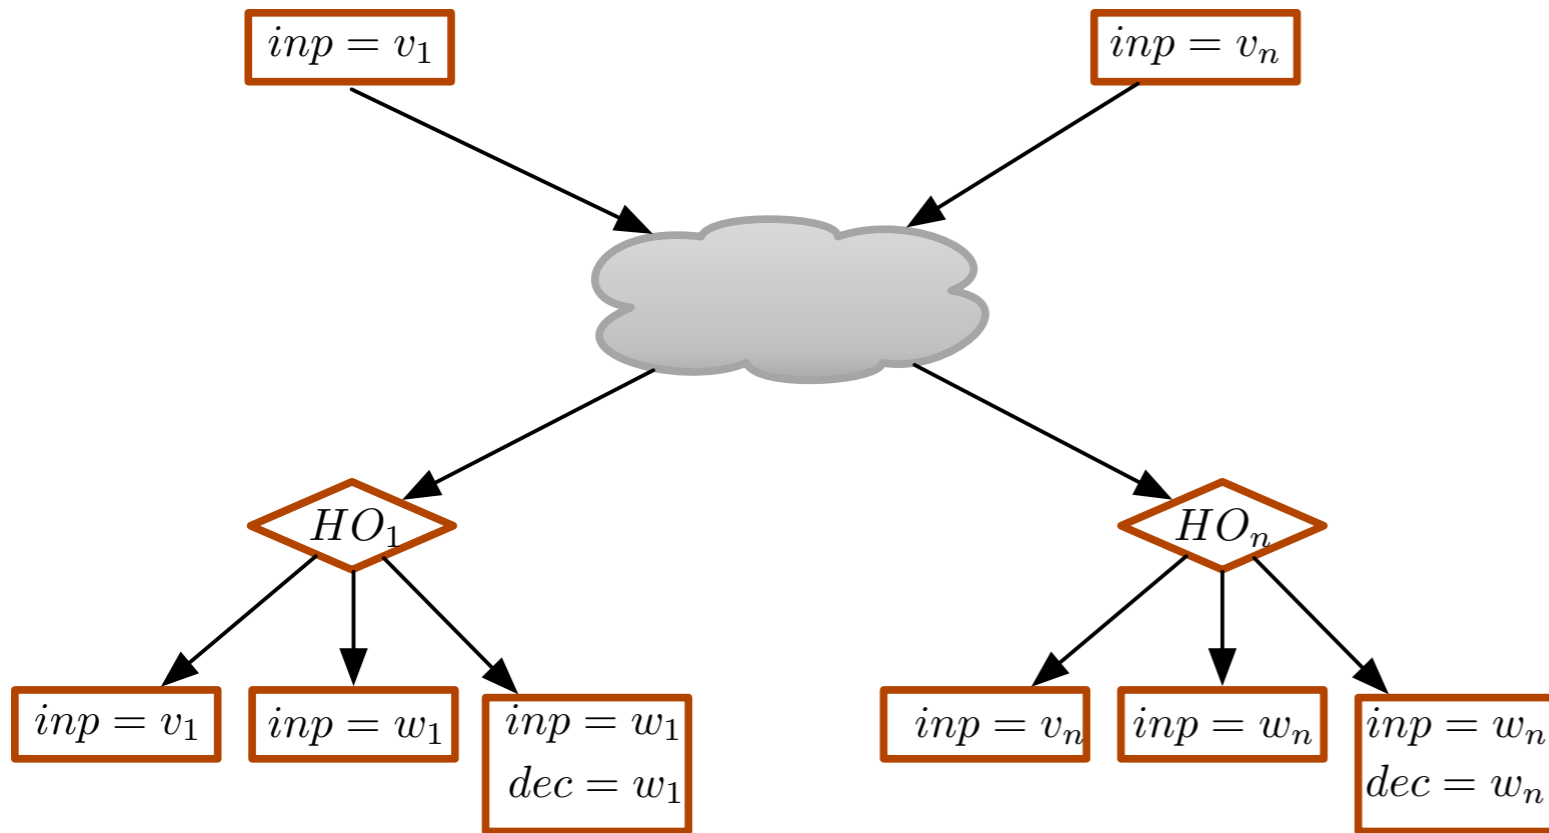 inp = v₁
inp = vₙ
HO₁
HOₙ
inp = v₁
inp = w₁
inp = w₁
dec = w₁
inp = vₙ
inp = wₙ
inp = wₙ
dec = wₙ